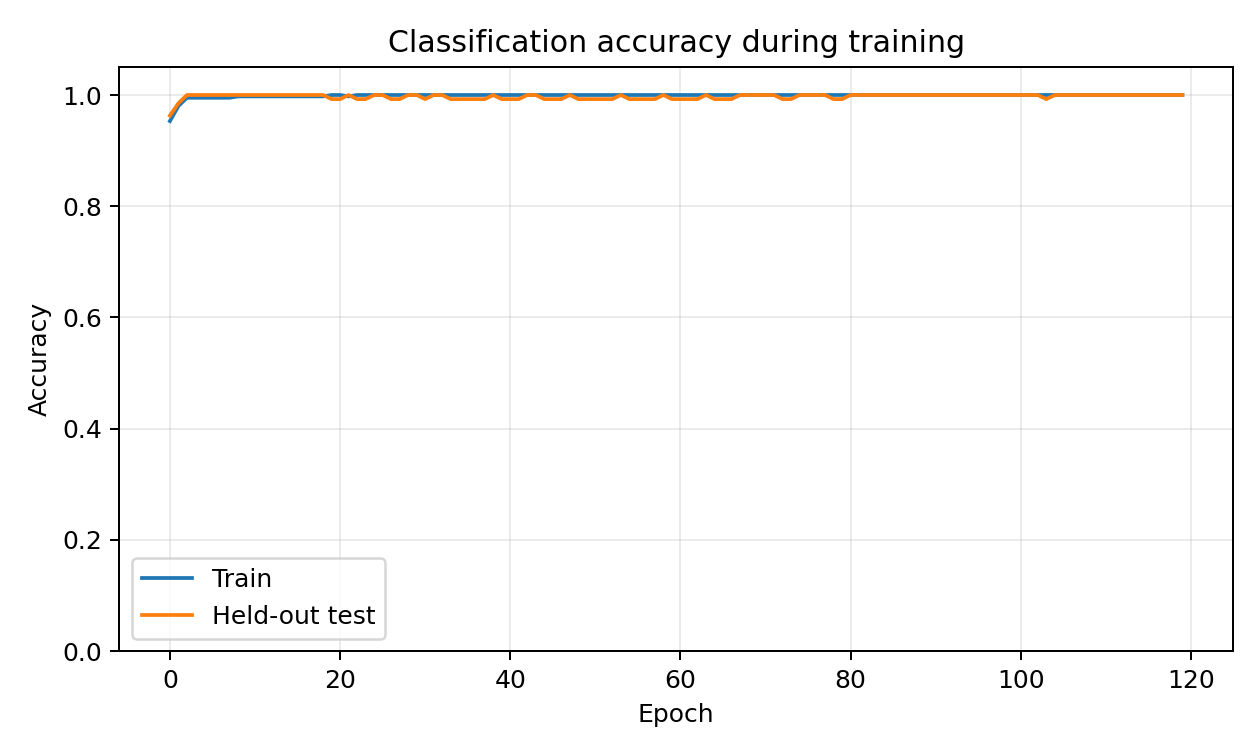 Classification accuracy during training
1.0
0.8
0.6
0.4
0.2
0.0
Accuracy
Train
Held-out test
0 20 40 60 80 100 120
Epoch